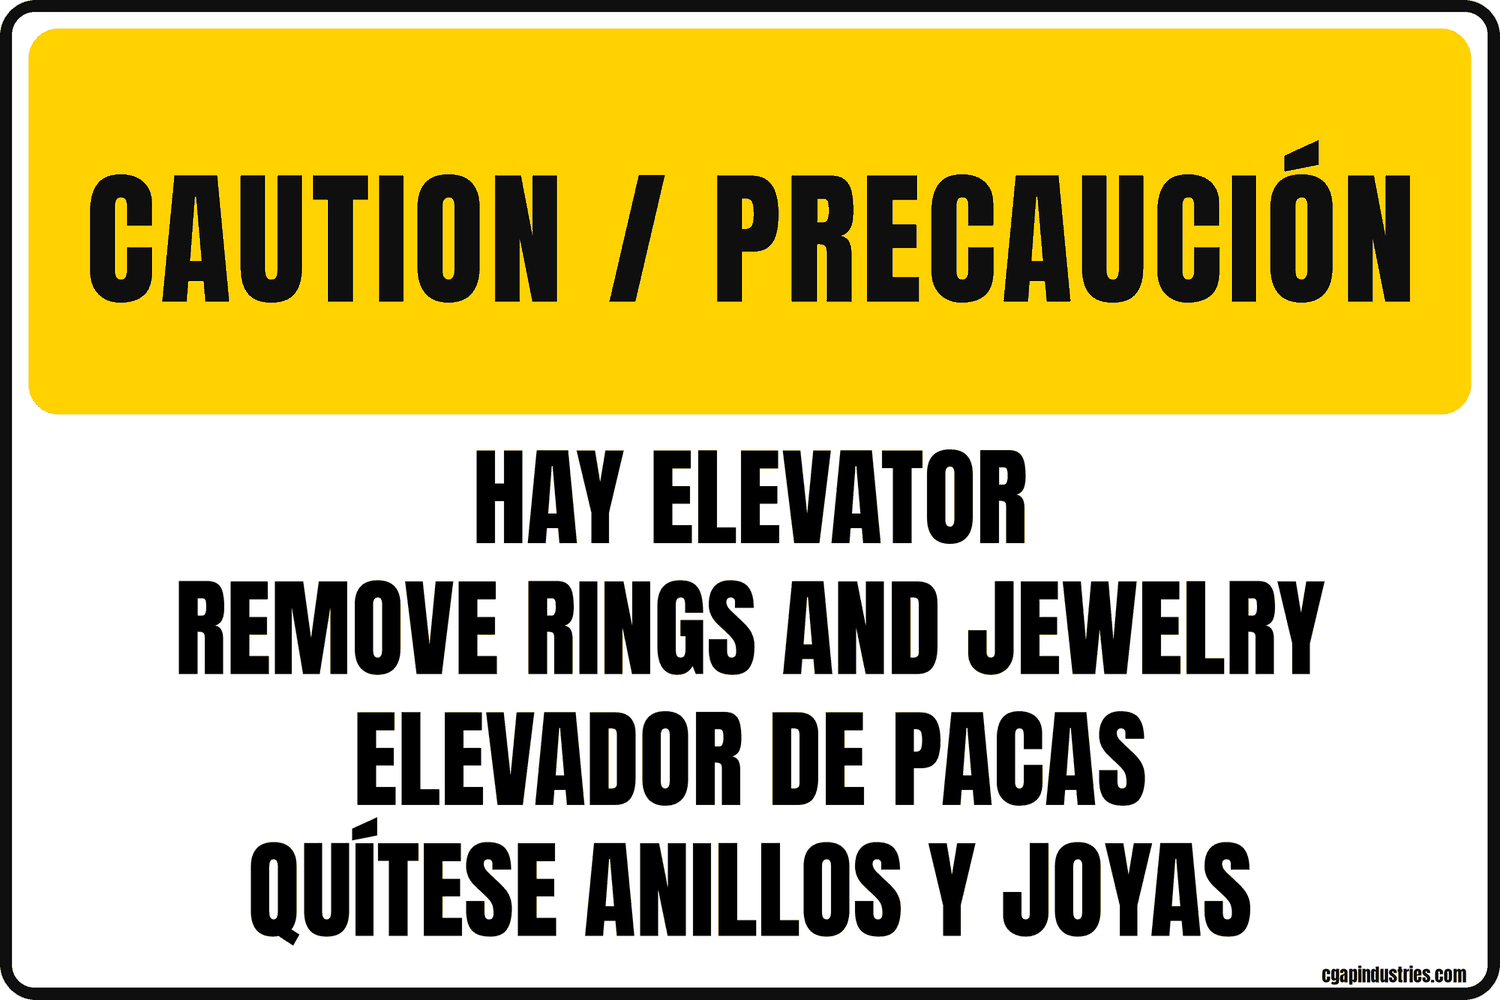 CAUTION / PRECAUCIÓN
HAY ELEVATOR
REMOVE RINGS AND JEWELRY
ELEVADOR DE PACAS
QUÍTESE ANILLOS Y JOYAS
cgapindustries.com